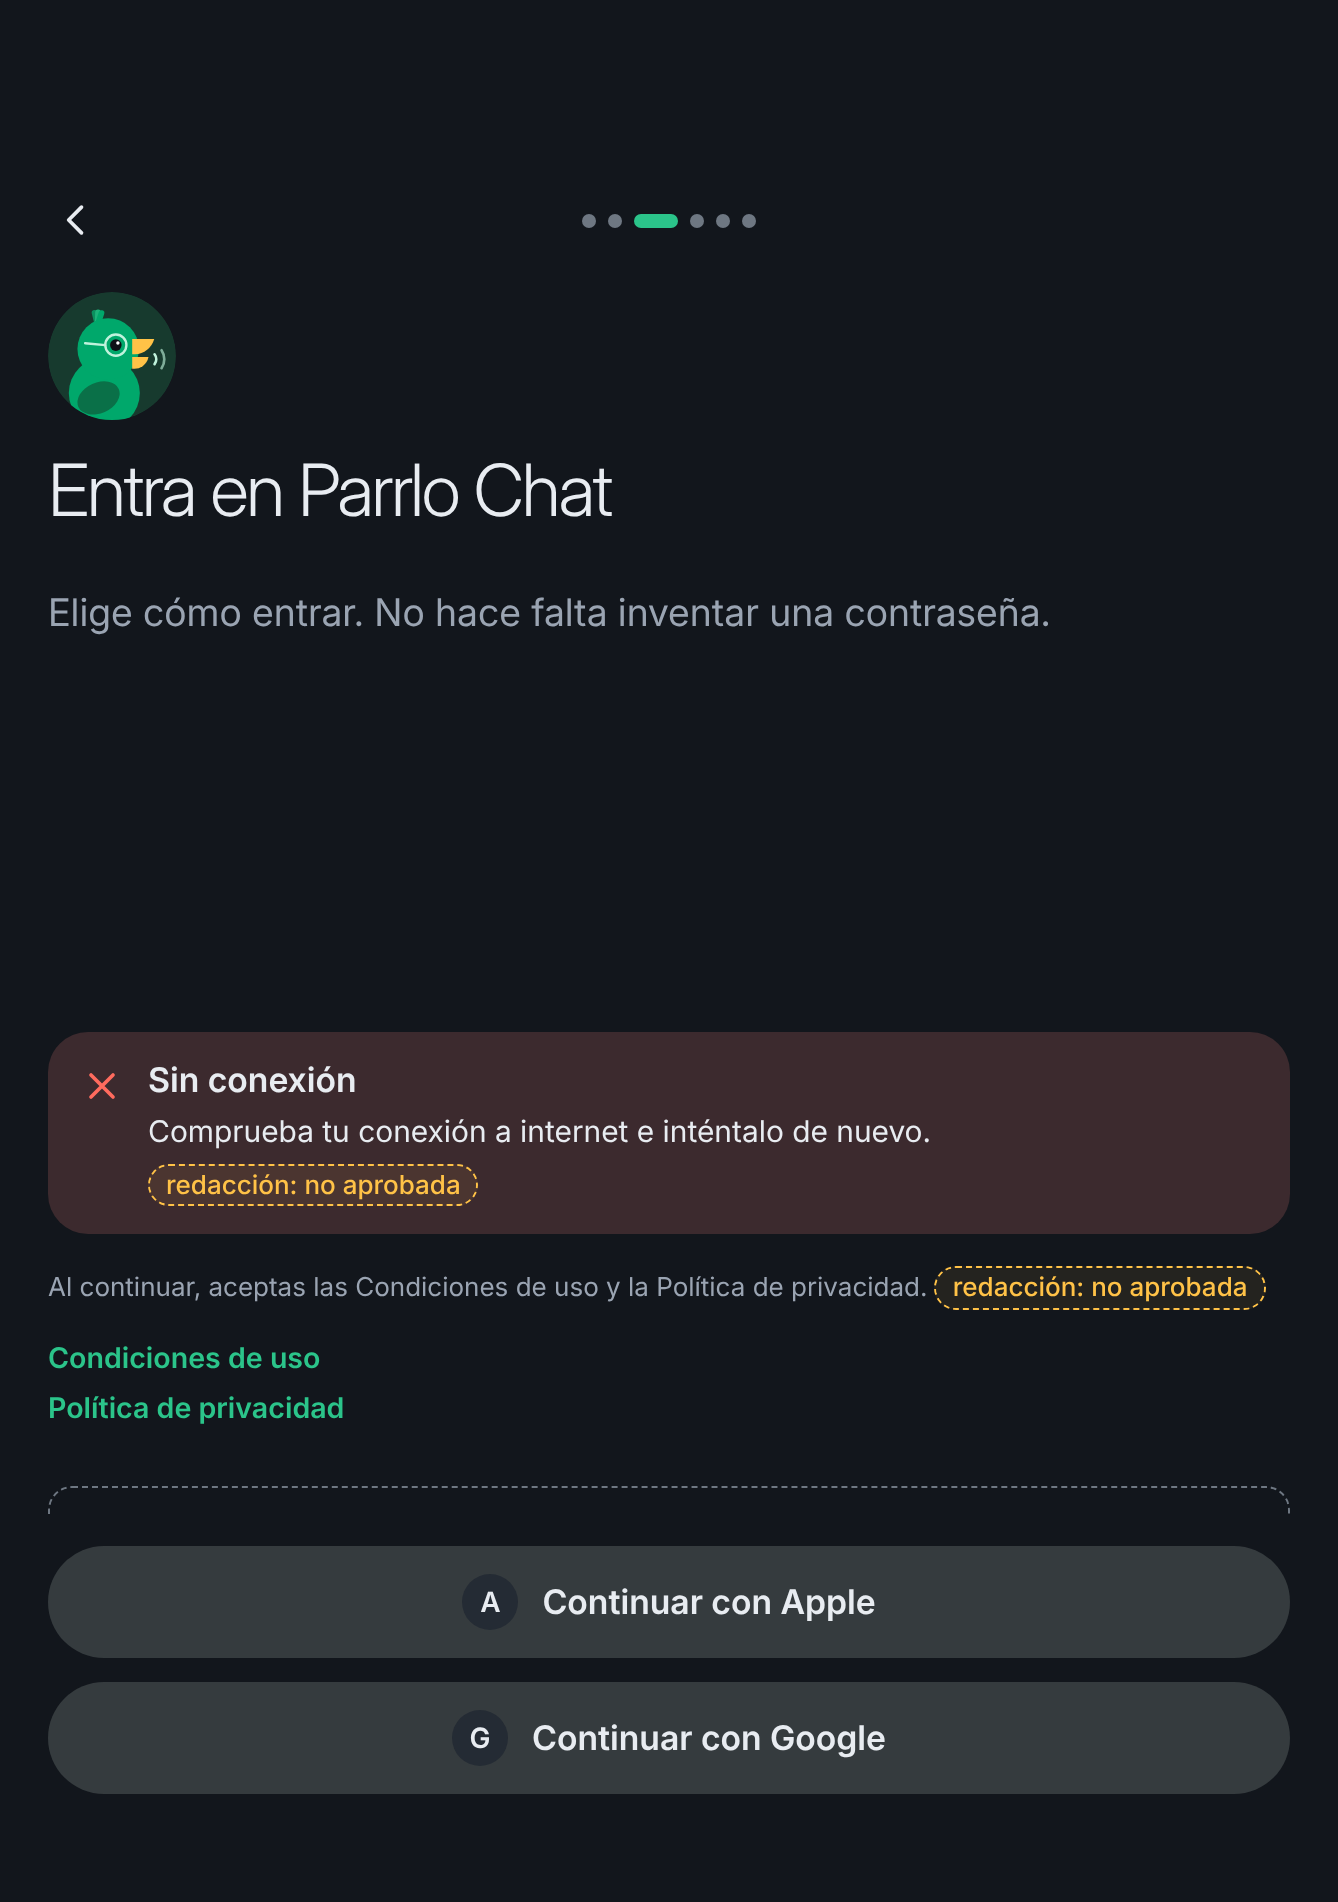 Entra en Parrlo Chat
Elige cómo entrar. No hace falta inventar una contraseña.
Sin conexión
Comprueba tu conexión a internet e inténtalo de nuevo.
redacción: no aprobada
Al continuar, aceptas las Condiciones de uso y la Política de privacidad. redacción: no aprobada
Condiciones de uso
Política de privacidad
A Continuar con Apple
G Continuar con Google